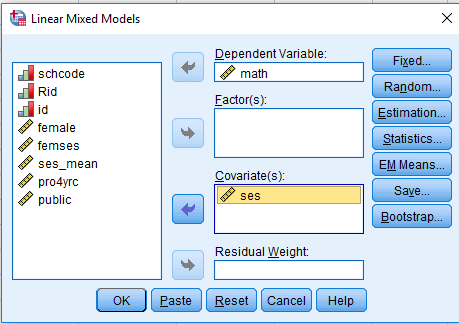 Linear Mixed Models
schcode
Rid
id
female
femses
ses_mean
pro4yrc
public
Dependent Variable:
math
Factor(s):
Covariate(s):
ses
Residual Weight:
Fixed...
Random...
Estimation...
Statistics...
EM Means...
Save...
Bootstrap...
OK Paste Reset Cancel Help